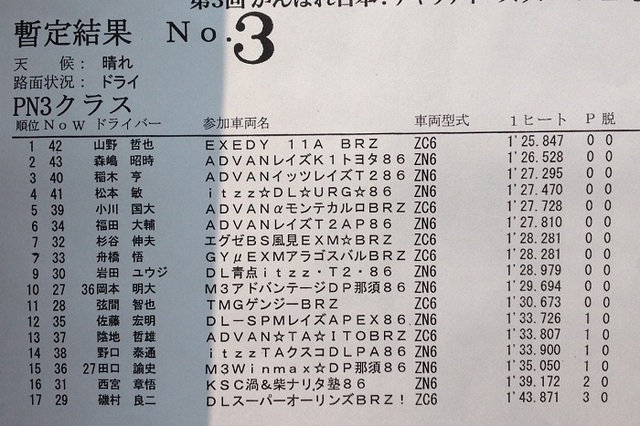 第3回 がんばれ日本!
暫定結果 No.3
天 候: 晴れ
路面状況: ドライ
PN3クラス
順位 No W ドライバー 参加車両名 車両型式 1ヒート P 脱
1 42 山野 哲也 EXEDY 11A BRZ ZC6 1'25.847 0 0
2 43 森嶋 昭時 ADVANレイズK1トヨタ86 ZN6 1'26.528 0 0
3 40 稲木 亨 ADVANイッツレイズT286 ZN6 1'27.295 0 0
4 41 松本 敏 itzz☆DL☆URG☆86 ZN6 1'27.470 0 0
5 39 小川 国大 ADVANαモンテカルロBRZ ZC6 1'27.728 0 0
6 34 福田 大輔 ADVANレイズT2AP86 ZN6 1'27.810 0 0
7 32 杉谷 伸夫 エグゼBS風見EXM☆BRZ ZC6 1'28.281 0 0
7 33 舟橋 悟 GYμEXMアラゴスバルBRZ ZC6 1'28.281 0 0
9 30 岩田 ユウジ DL青点itzz・T2・86 ZN6 1'28.979 0 0
10 27 36 岡本 明大 M3アドバンテージDP那須86 ZN6 1'29.694 0 0
11 28 弦間 智也 TMGゲンジーBRZ ZC6 1'30.673 0 0
12 35 佐藤 宏明 DL-SPMレイズAPEX86. ZN6 1'33.726 1 0
13 37 陰地 哲雄 ADVAN☆TA☆ITOBRZ ZC6 1'33.807 1 0
14 38 野口 泰通 itzzTAクスコDLPA86 ZN6 1'33.900 1 0
15 36 27 田口 諭史 M3Winmax☆DP那須86 ZN6 1'35.050 1 0
16 31 西宮 章悟 KSC渦&柴ナリタ塾86 ZN6 1'39.172 2 0
17 29 磯村 良二 DLスーパーオーリンズBRZ! ZC6 1'43.871 3 0